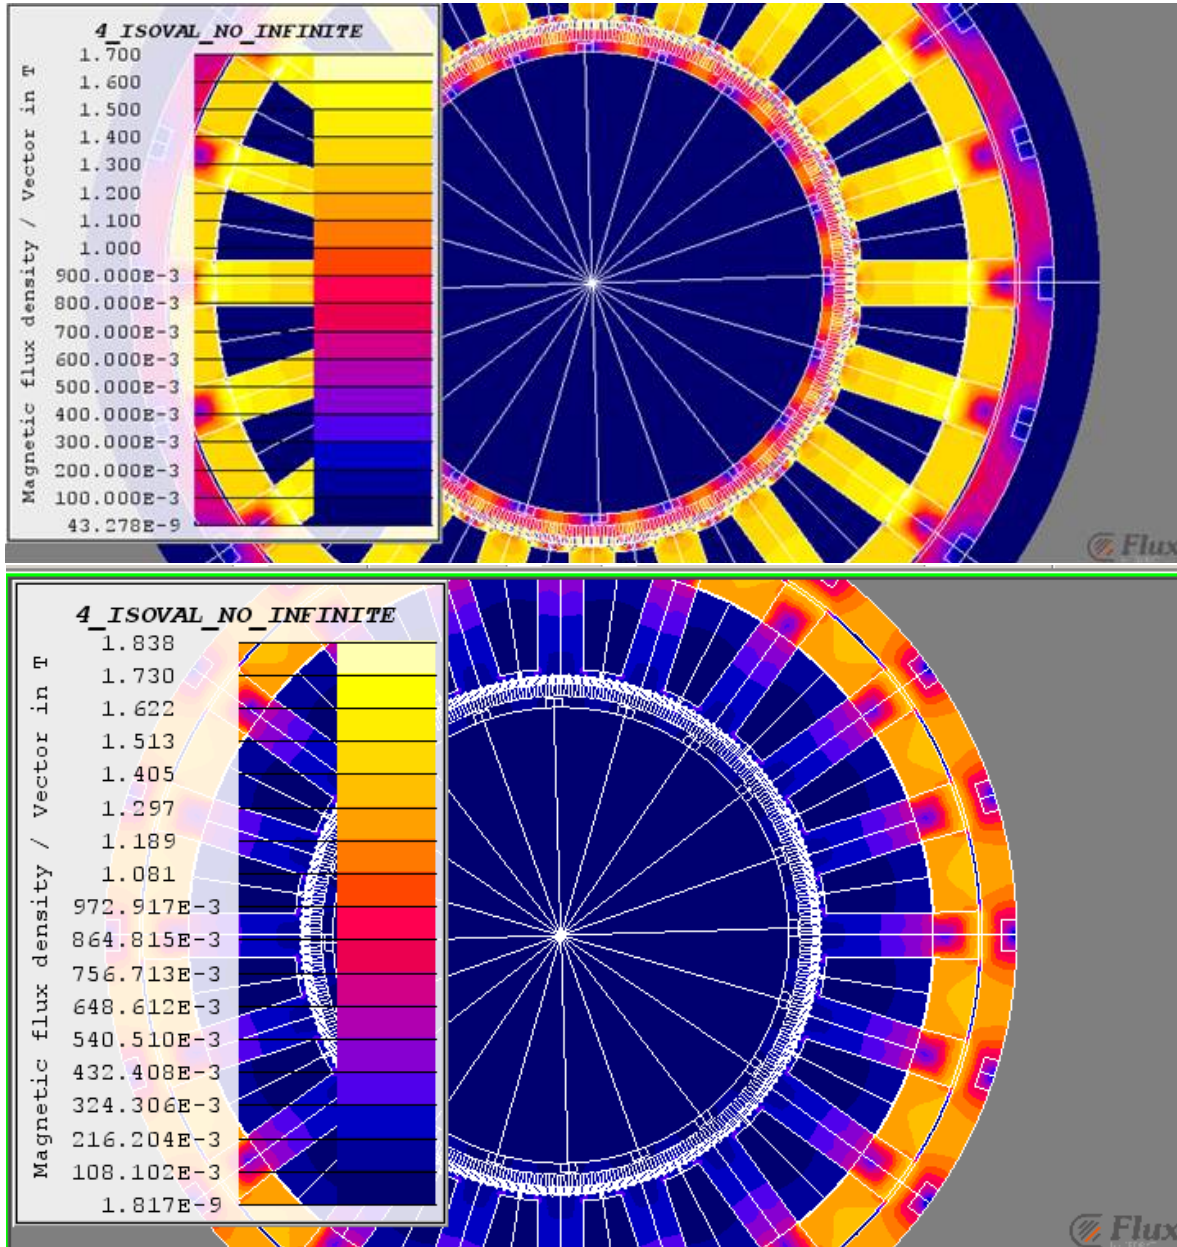 4_ISOVAL_NO_INFINITE
Magnetic flux density / Vector in T
1.700
1.600
1.500
1.400
1.300
1.200
1.100
1.000
900.000E-3
800.000E-3
700.000E-3
600.000E-3
500.000E-3
400.000E-3
300.000E-3
200.000E-3
100.000E-3
43.278E-9
Flux
4_ISOVAL_NO_INFINITE
Magnetic flux density / Vector in T
1.838
1.730
1.622
1.513
1.405
1.297
1.189
1.081
972.917E-3
864.815E-3
756.713E-3
648.612E-3
540.510E-3
432.408E-3
324.306E-3
216.204E-3
108.102E-3
1.817E-9
Flux